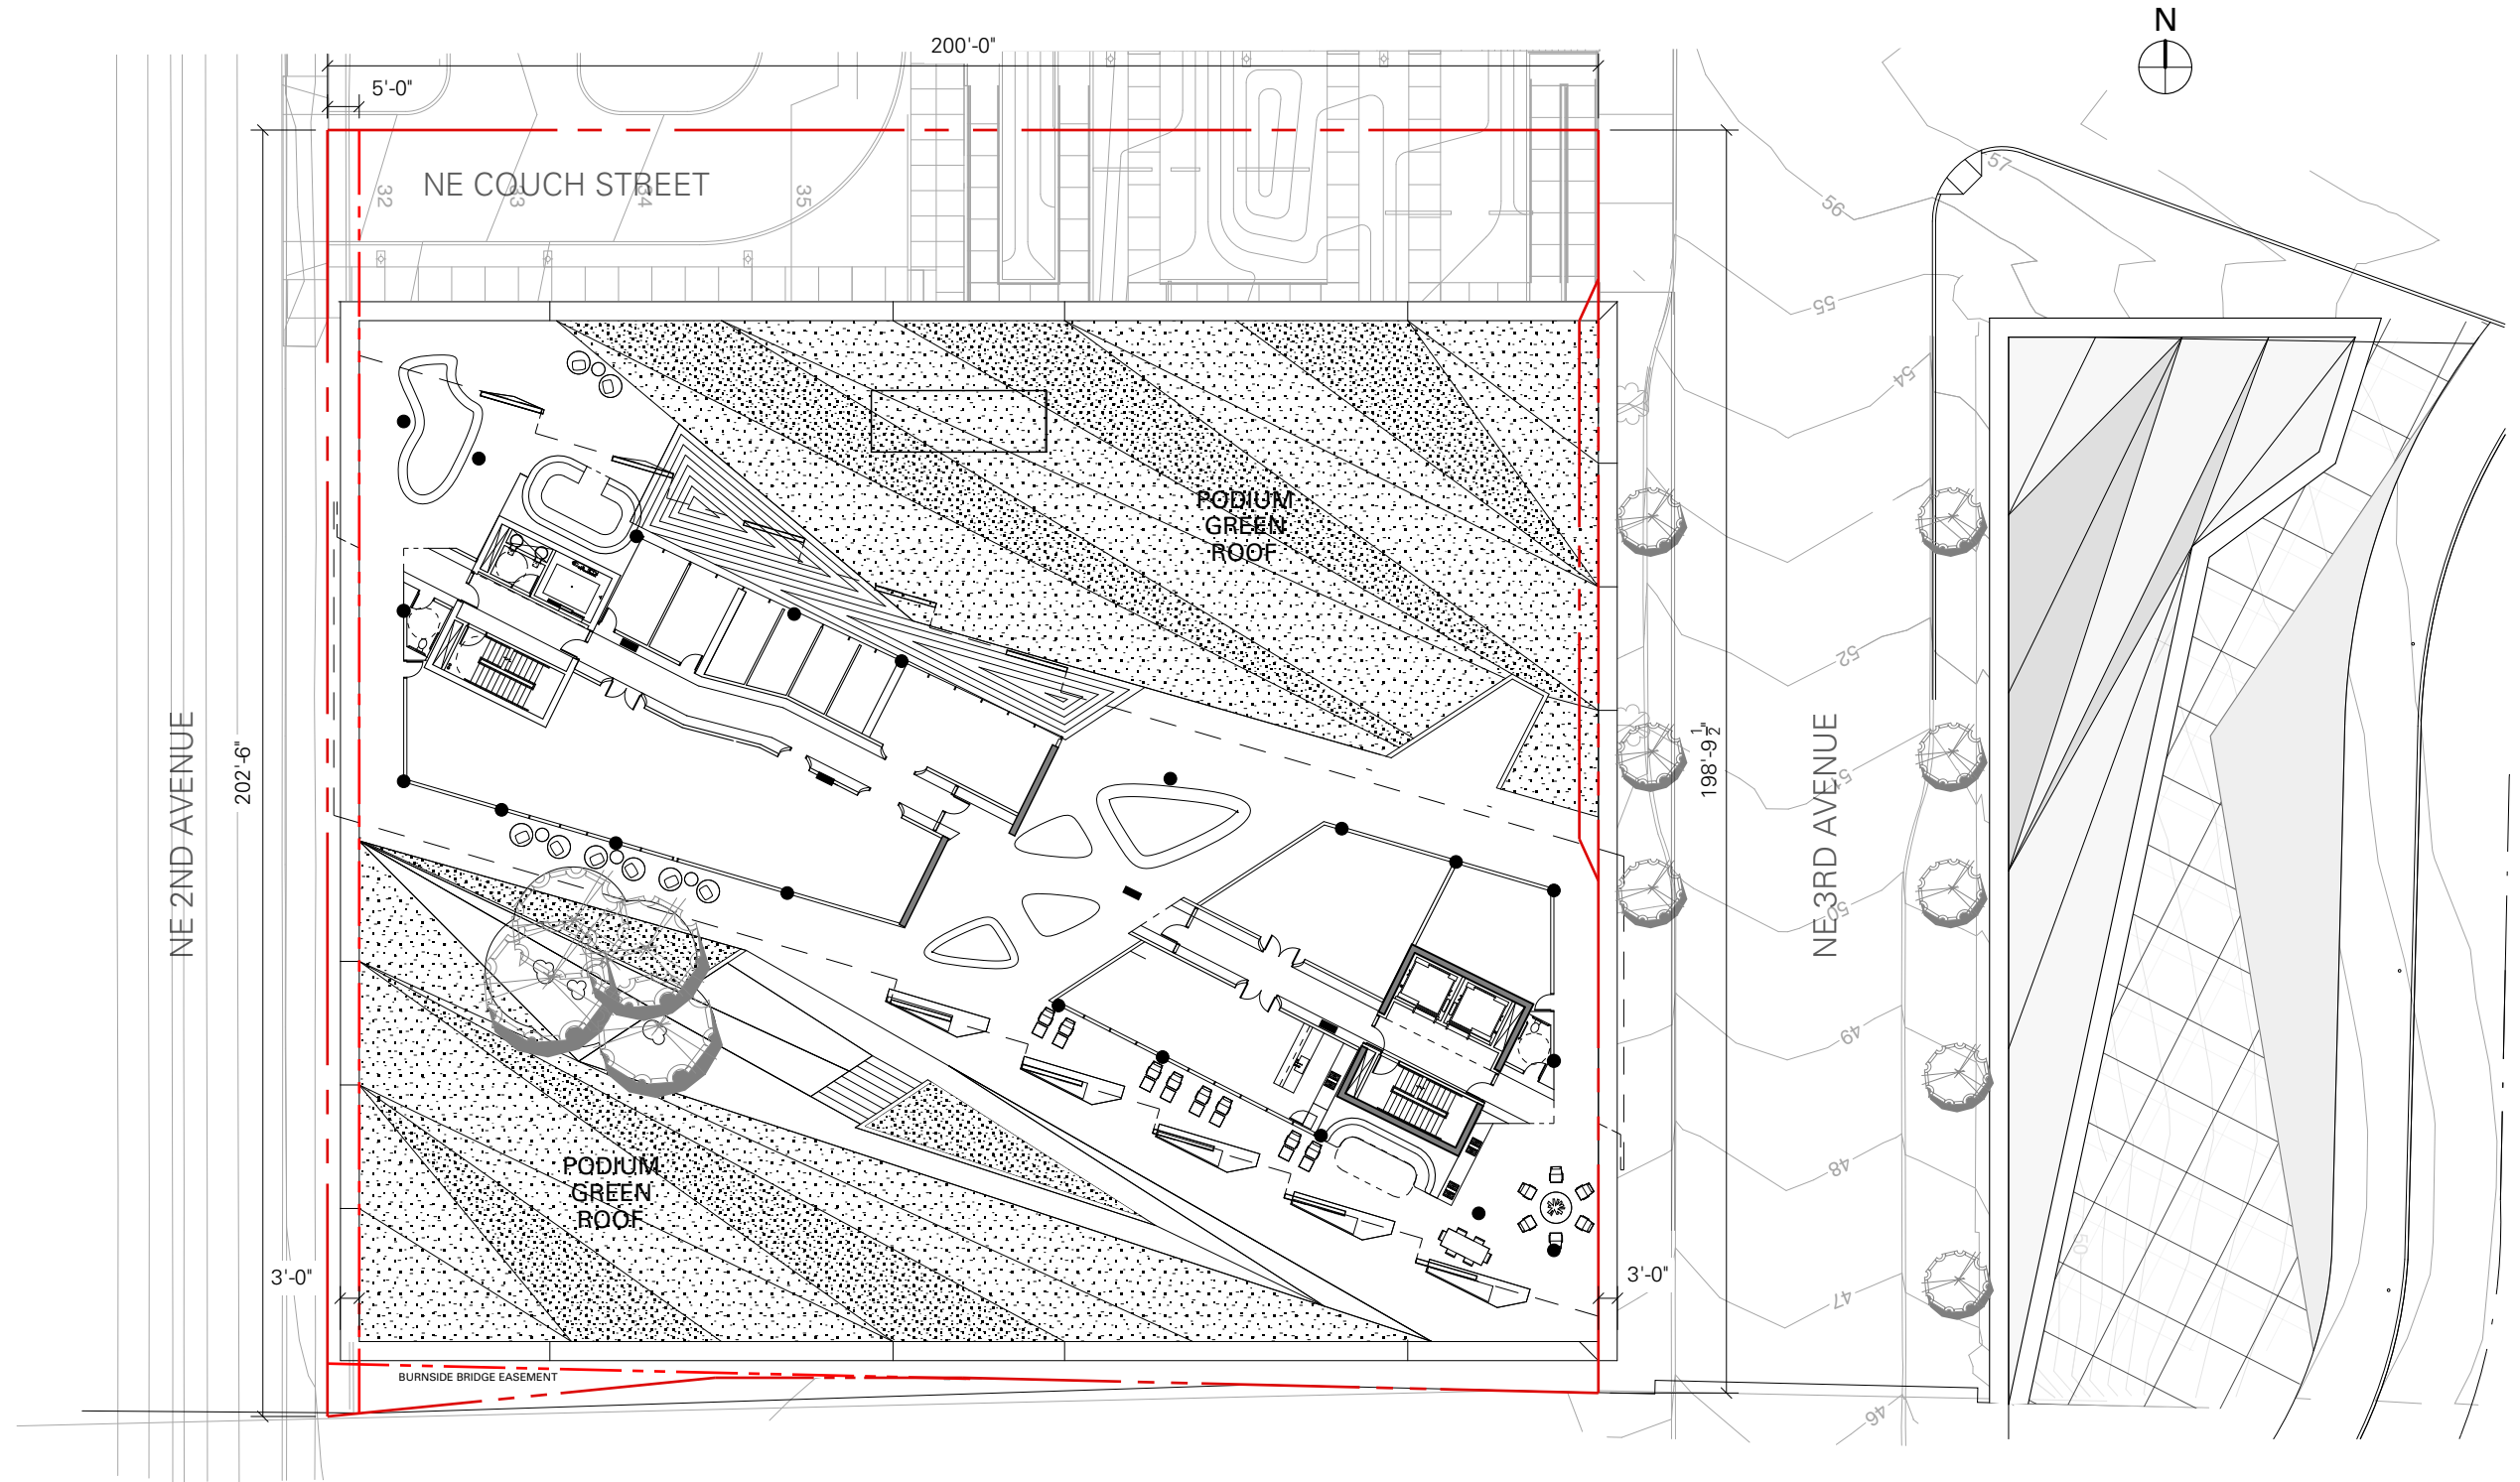 N
200'-0"
5'-0"
NE COUCH STREET
32
33
34
35
57
56
55
54
52
51
50
49
48
47
46
50
PODIUM
GREEN
ROOF
NE 2ND AVENUE
202'-6"
198'-9 1/2"
NE 3RD AVENUE
PODIUM
GREEN
ROOF
3'-0"
3'-0"
BURNSIDE BRIDGE EASEMENT